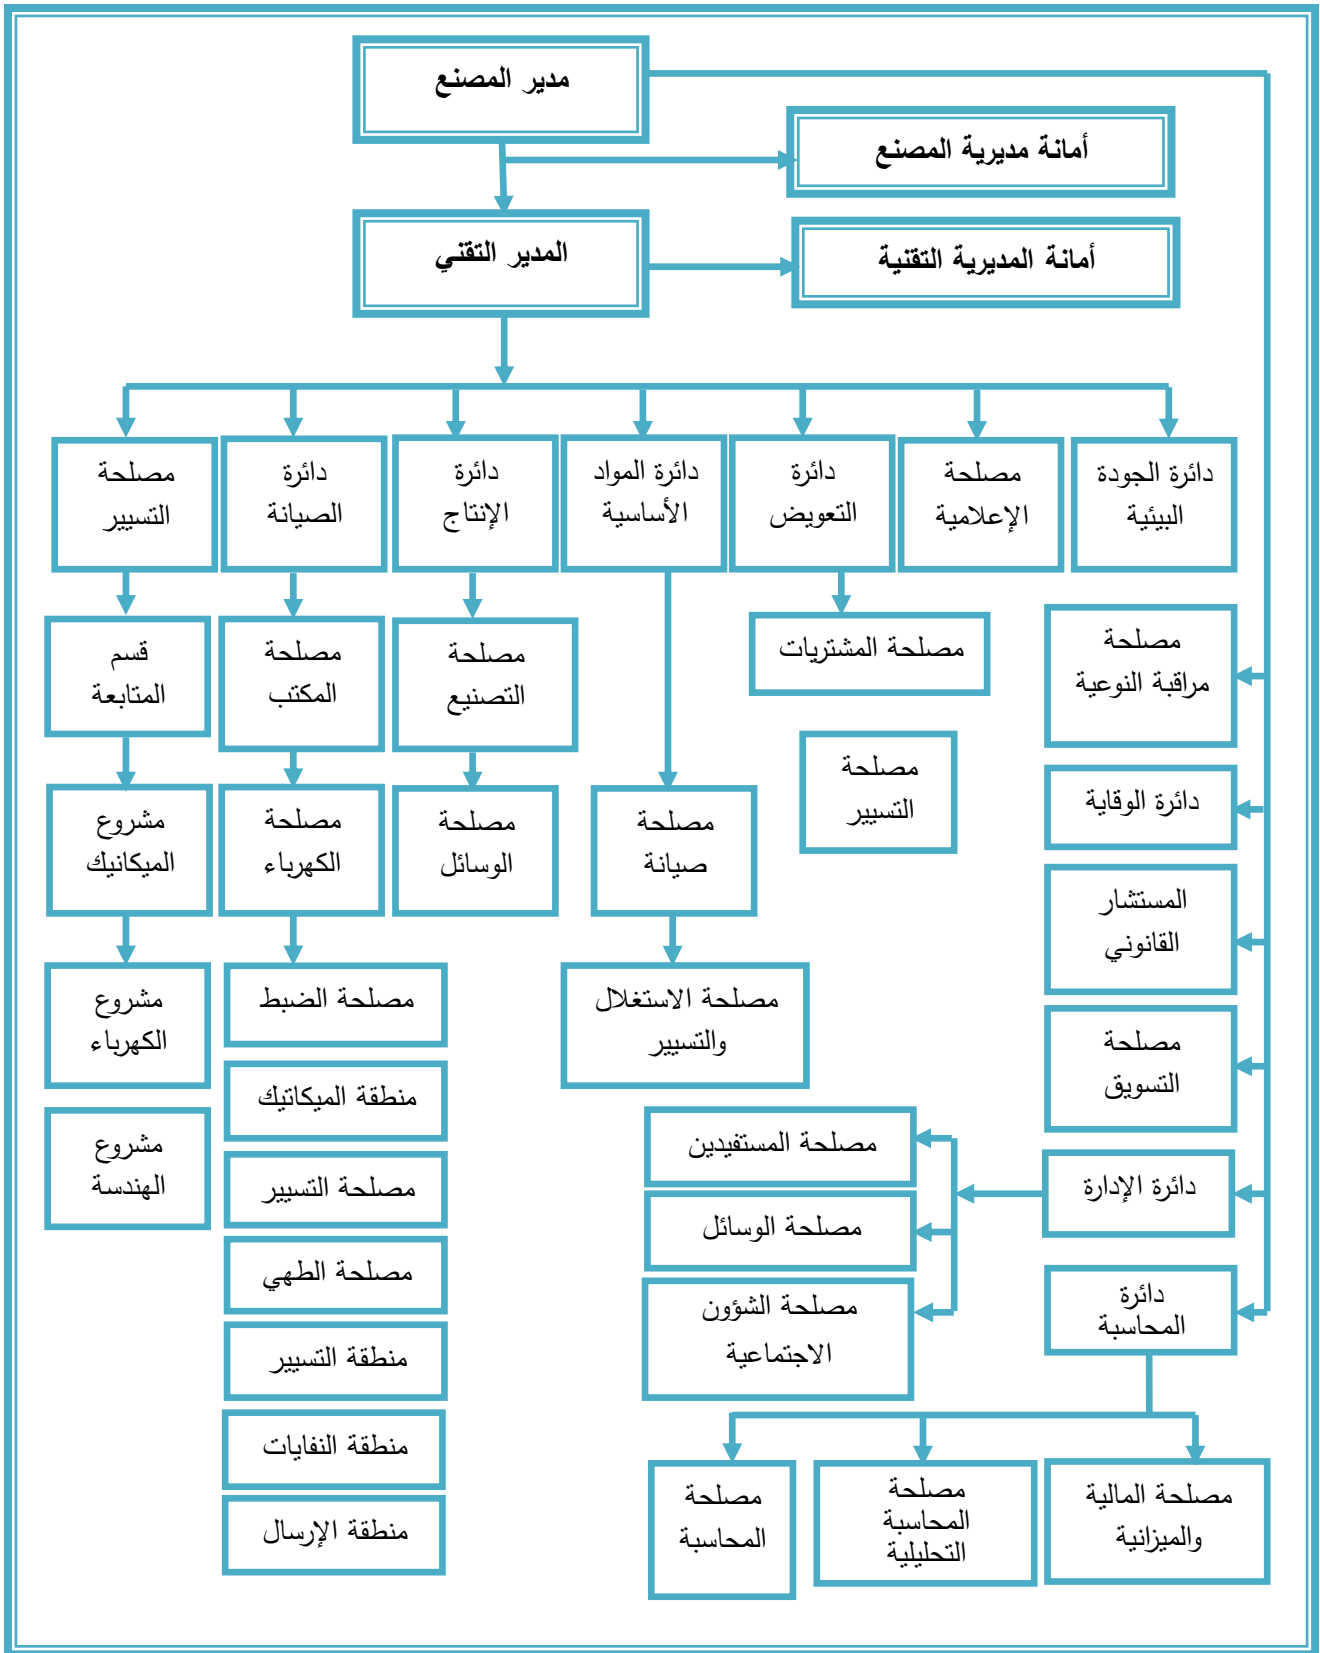 مدير المصنع
أمانة مديرية المصنع
المدير التقني
أمانة المديرية التقنية
دائرة الجودة
البيئية
مصلحة
الإعلامية
دائرة
التعويض
دائرة المواد
الأساسية
دائرة
الإنتاج
دائرة
الصيانة
مصلحة
التسيير
مصلحة
مراقبة النوعية
مصلحة المشتريات
مصلحة
التصنيع
مصلحة
المكتب
قسم
المتابعة
دائرة الوقاية
مصلحة
التسيير
مصلحة
صيانة
مصلحة
الوسائل
مصلحة
الكهرباء
مشروع
الميكانيك
المستشار
القانوني
مصلحة الاستغلال
والتسيير
مصلحة الضبط
مشروع
الكهرباء
مصلحة
التسويق
منطقة الميكاتيك
مصلحة المستفيدين
مشروع
الهندسة
دائرة الإدارة
مصلحة التسيير
مصلحة الوسائل
مصلحة الطهي
دائرة
المحاسبة
مصلحة الشؤون
الاجتماعية
منطقة التسيير
منطقة النفايات
مصلحة المالية
والميزانية
مصلحة
المحاسبة
التحليلية
مصلحة
المحاسبة
منطقة الإرسال